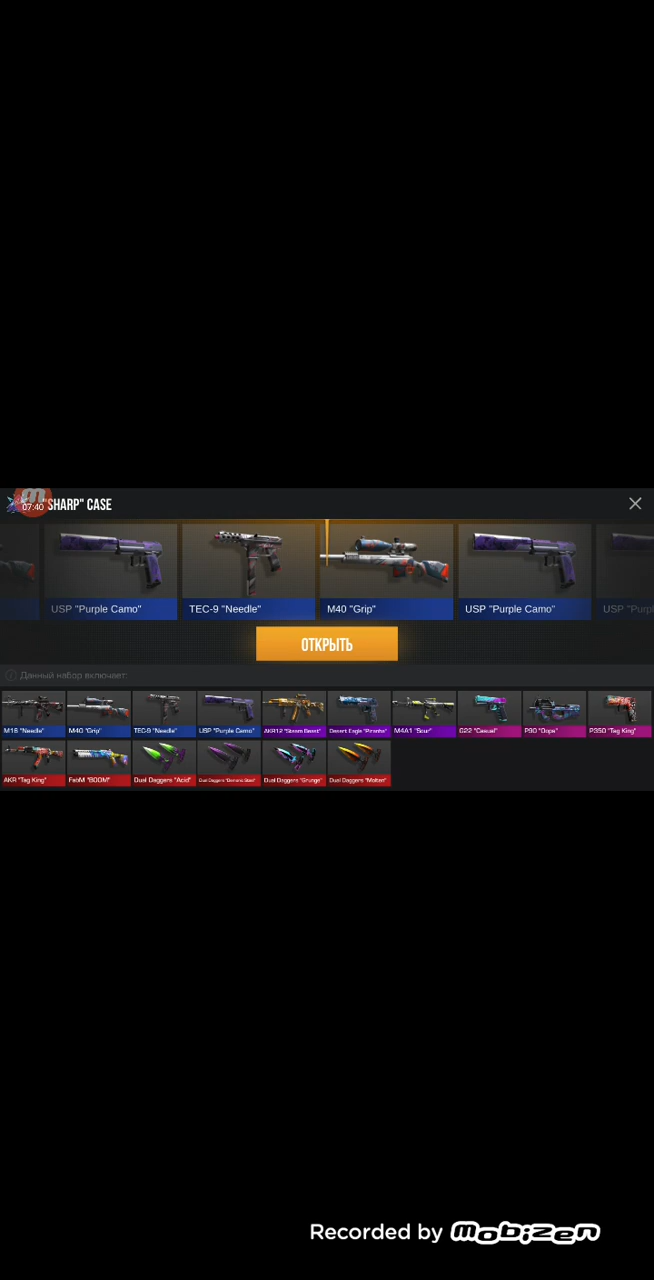 "SHARP" CASE
07:40
USP "Purple Camo"
TEC-9 "Needle"
M40 "Grip"
USP "Purple Camo"
USP "Purpl
ОТКРЫТЬ
Данный набор включает:
M16 "Needle"
M40 "Grip"
TEC-9 "Needle"
USP "Purple Camo"
AKR12 "Steam Beast"
Desert Eagle "Piranha"
M4A1 "Sour"
G22 "Casual"
P90 "Oops"
P350 "Tag King"
AKR "Tag King"
FabM "BOOM"
Dual Daggers "Acid"
Dual Daggers
Dual Daggers "Grunge"
Dual Daggers "Molten"
Recorded by mobizen